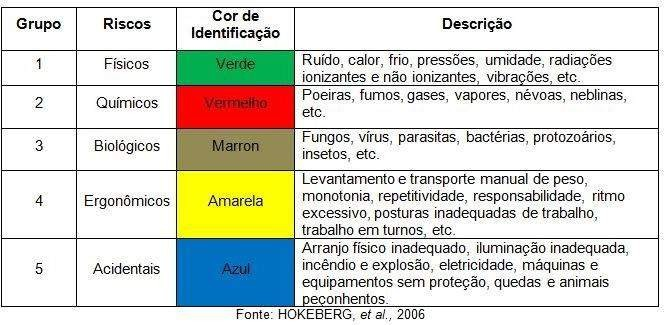 Grupo Riscos Cor de
Identificação Descrição
1 Físicos Verde Ruído, calor, frio, pressões, umidade, radiações
ionizantes e não ionizantes, vibrações, etc.
2 Químicos Vermelho Poeiras, fumos, gases, vapores, névoas, neblinas,
etc.
3 Biológicos Marron Fungos, vírus, parasitas, bactérias, protozoários,
insetos, etc.
4 Ergonômicos Amarela Levantamento e transporte manual de peso,
monotonia, repetitividade, responsabilidade, ritmo
excessivo, posturas inadequadas de trabalho,
trabalho em turnos, etc.
5 Acidentais Azul Arranjo físico inadequado, iluminação inadequada,
incêndio e explosão, eletricidade, máquinas e
equipamentos sem proteção, quedas e animais
peçonhentos.
Fonte: HOKEBERG, et al., 2006